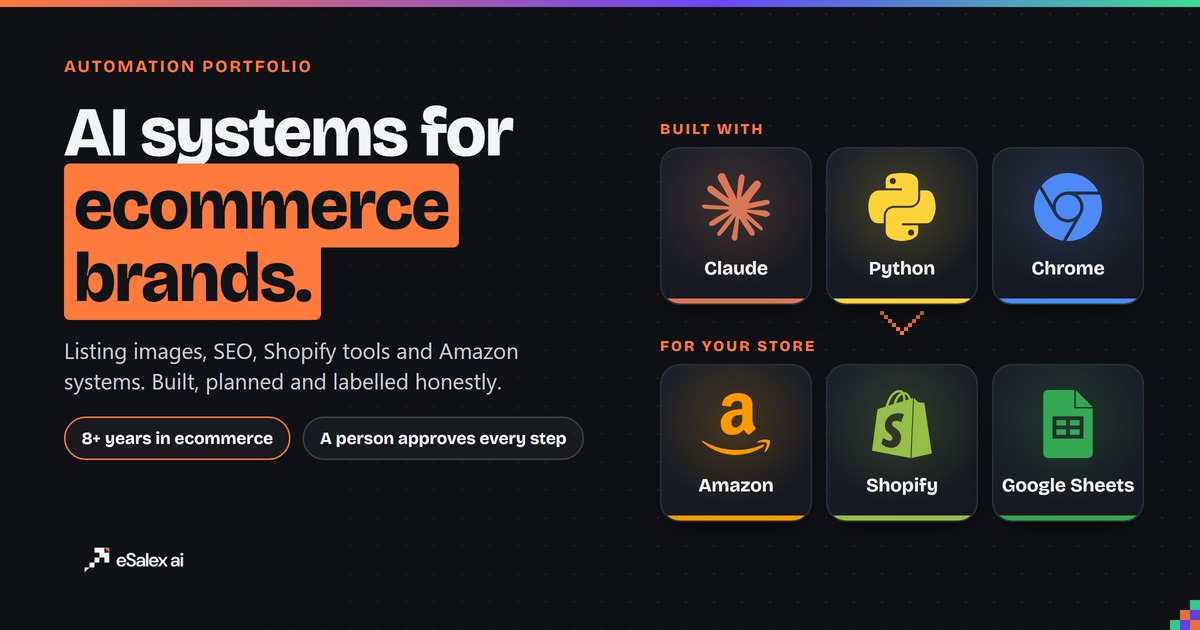 AUTOMATION PORTFOLIO
AI systems for
ecommerce
brands.
Listing images, SEO, Shopify tools and Amazon
systems. Built, planned and labelled honestly.
8+ years in ecommerce
A person approves every step
eSalex ai
BUILT WITH
Claude
Python
Chrome
FOR YOUR STORE
a
Amazon
S
Shopify
Google Sheets